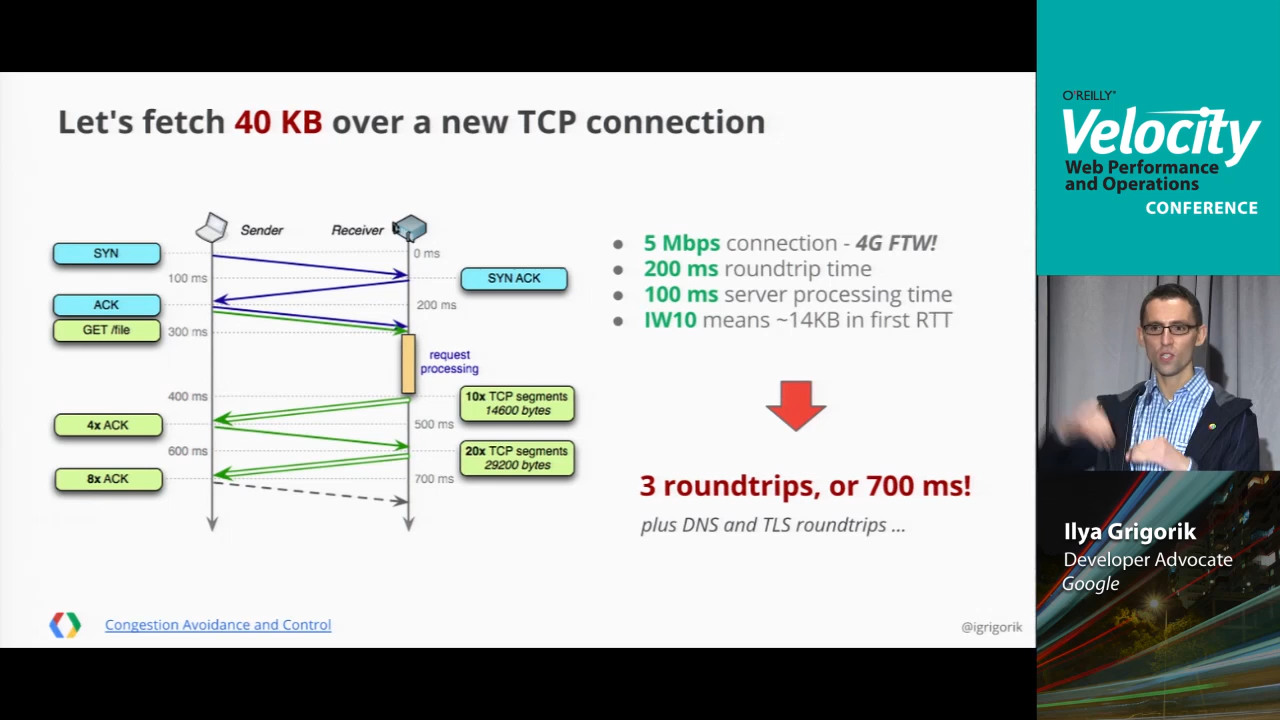 Let's fetch 40 KB over a new TCP connection
Sender
Receiver
SYN
0 ms
100 ms
SYN ACK
ACK
200 ms
GET /file
300 ms
request
processing
400 ms
10x TCP segments
14600 bytes
4x ACK
500 ms
600 ms
20x TCP segments
29200 bytes
8x ACK
700 ms
● 5 Mbps connection - 4G FTW!
● 200 ms roundtrip time
● 100 ms server processing time
● IW10 means ~14KB in first RTT
3 roundtrips, or 700 ms!
plus DNS and TLS roundtrips ...
Congestion Avoidance and Control
@igrigorik
O'REILLY®
Velocity
Web Performance
and Operations
CONFERENCE
Ilya Grigorik
Developer Advocate
Google